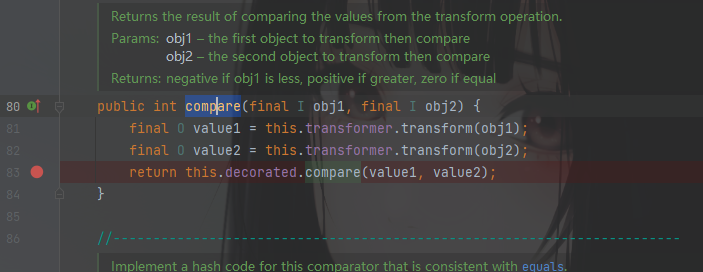 Returns the result of comparing the values from the transform operation.
Params: obj1 – the first object to transform then compare
obj2 – the second object to transform then compare
Returns: negative if obj1 is less, positive if greater, zero if equal
80 public int compare(final I obj1, final I obj2) {
81 final O value1 = this.transformer.transform(obj1);
82 final O value2 = this.transformer.transform(obj2);
83 return this.decorated.compare(value1, value2);
84 }
85
86 //-----------------------------------------------------------------------
Implement a hash code for this comparator that is consistent with equals.